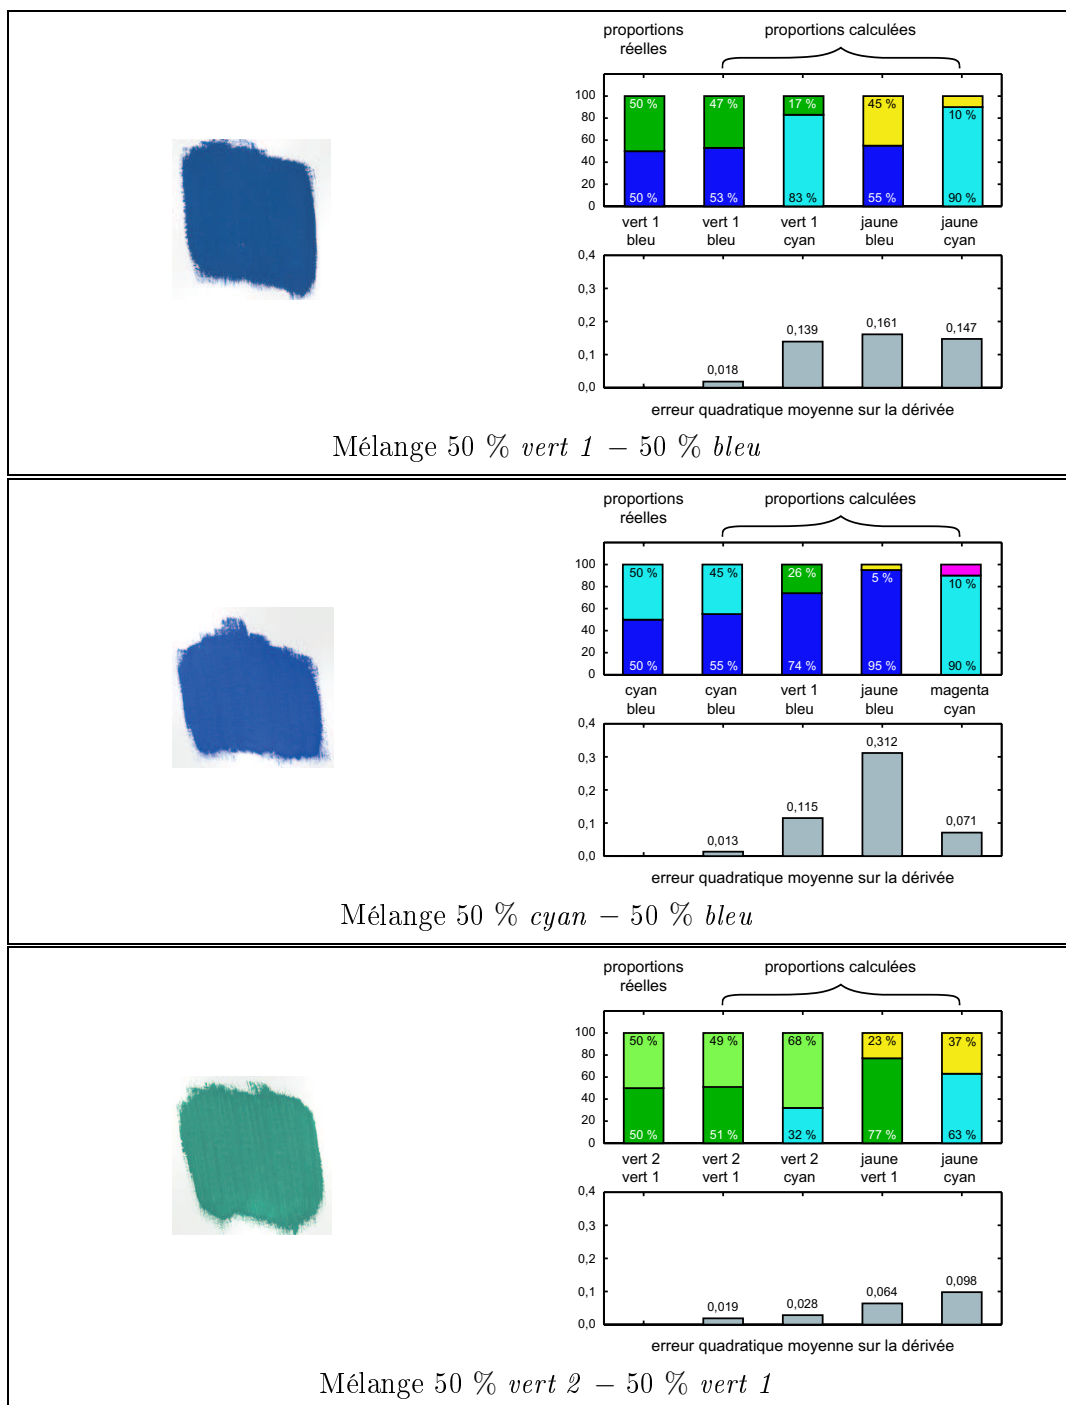 proportions réelles
proportions calculées
100
80
60
40
20
0
50 % 47 % 17 % 45 % 10 %
50 % 53 % 83 % 55 % 90 %
vert 1 vert 1 vert 1 jaune jaune
bleu bleu cyan bleu cyan
0,4
0,3
0,2
0,1
0,0
0,018 0,139 0,161 0,147
erreur quadratique moyenne sur la dérivée
Mélange 50 % vert 1 – 50 % bleu
proportions réelles
proportions calculées
100
80
60
40
20
0
50 % 45 % 26 % 5 % 10 %
50 % 55 % 74 % 95 % 90 %
cyan cyan vert 1 jaune magenta
bleu bleu bleu bleu cyan
0,4
0,3
0,2
0,1
0,0
0,013 0,115 0,312 0,071
erreur quadratique moyenne sur la dérivée
Mélange 50 % cyan – 50 % bleu
proportions réelles
proportions calculées
100
80
60
40
20
0
50 % 49 % 68 % 23 % 37 %
50 % 51 % 32 % 77 % 63 %
vert 2 vert 2 vert 2 jaune jaune
vert 1 vert 1 cyan vert 1 cyan
0,4
0,3
0,2
0,1
0,0
0,019 0,028 0,064 0,098
erreur quadratique moyenne sur la dérivée
Mélange 50 % vert 2 – 50 % vert 1